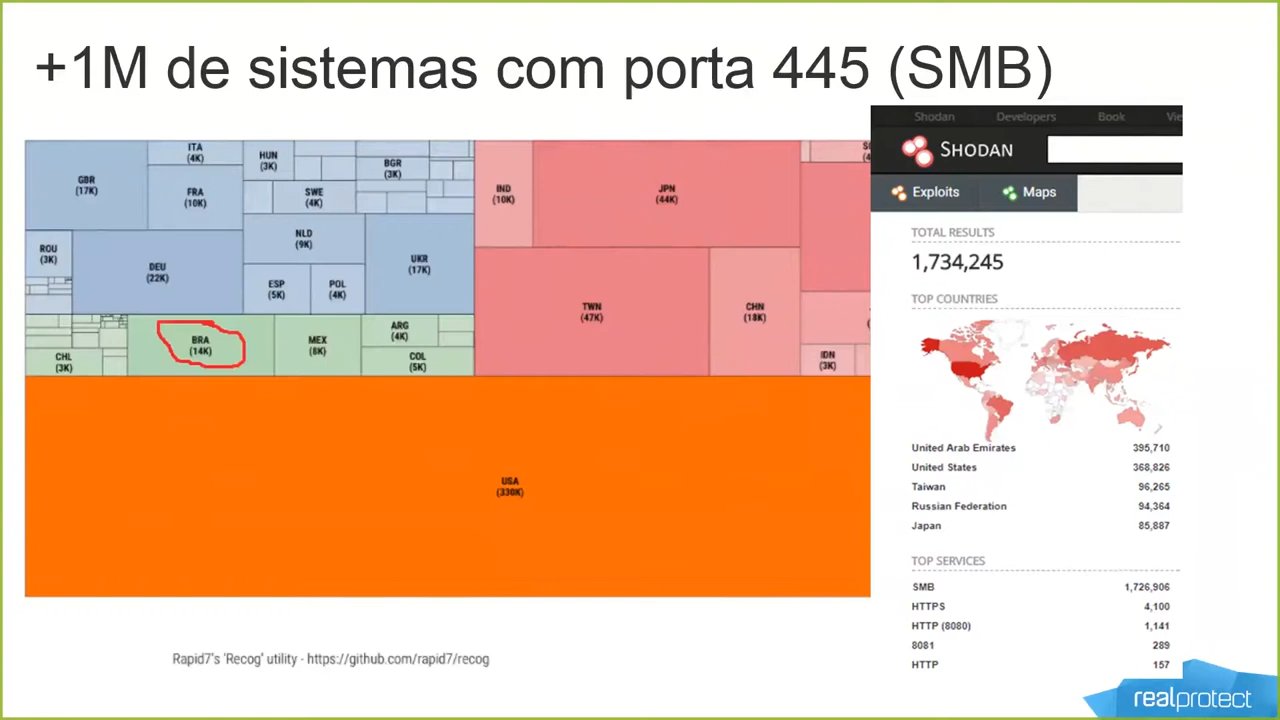 +1M de sistemas com porta 445 (SMB)
Shodan Developers Book
SHODAN
Exploits Maps
TOTAL RESULTS
1,734,245
TOP COUNTRIES
United Arab Emirates 395,710
United States 368,826
Taiwan 96,265
Russian Federation 94,364
Japan 85,887
TOP SERVICES
SMB 1,726,906
HTTPS 4,100
HTTP (8080) 1,141
8081 289
HTTP 157
GBR
(17K)
ITA
(4K)
FRA
(10K)
HUN
(3K)
SWE
(4K)
BGR
(3K)
ROU
(3K)
DEU
(22K)
NLD
(9K)
ESP
(5K)
POL
(4K)
UKR
(17K)
IND
(10K)
JPN
(44K)
TWN
(47K)
CHN
(18K)
IDN
(3K)
CHL
(3K)
BRA
(14K)
MEX
(8K)
ARG
(4K)
COL
(5K)
USA
(330K)
Rapid7's 'Recog' utility - https://github.com/rapid7/recog
realprotect